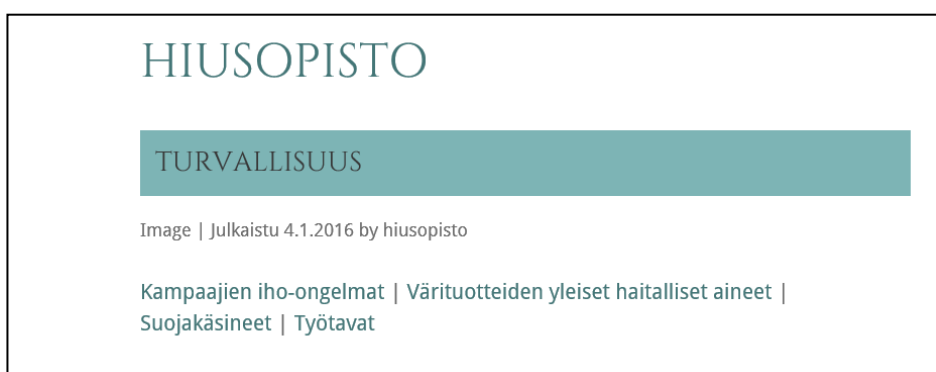 HIUSOPISTO
TURVALLISUUS
Image | Julkaistu 4.1.2016 by hiusopisto
Kampaajien iho-ongelmat | Värituotteiden yleiset haitalliset aineet |
Suojakäsineet | Työtavat